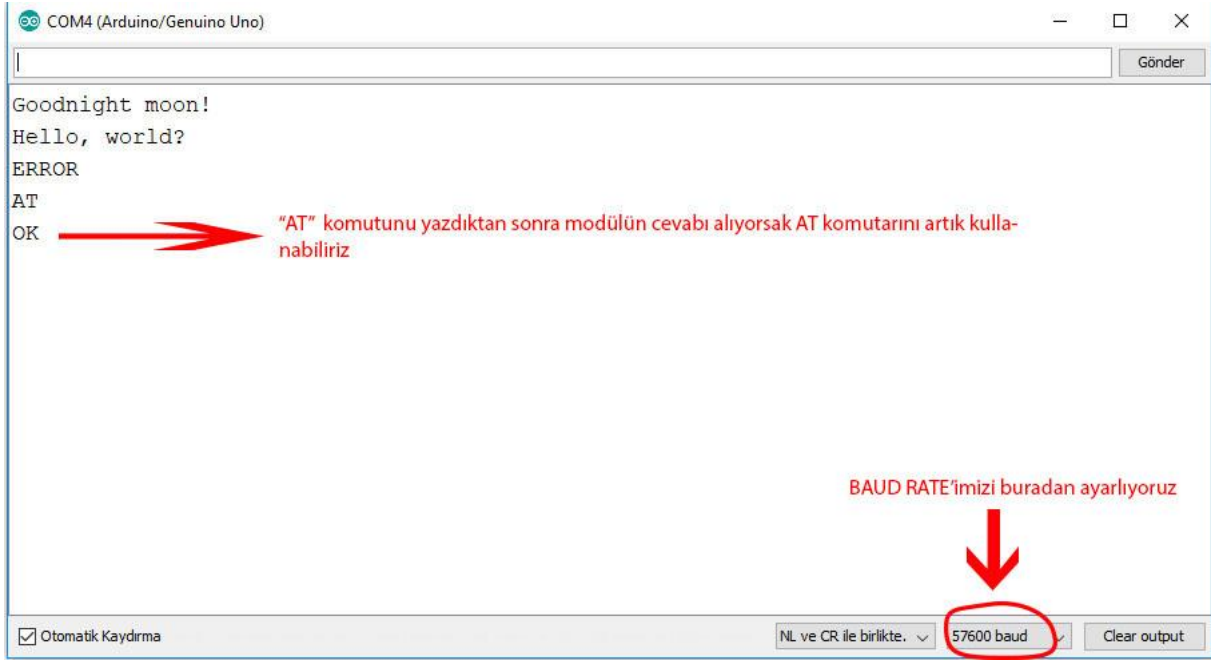 COM4 (Arduino/Genuino Uno)
Gönder
Goodnight moon!
Hello, world?
ERROR
AT
OK
“AT” komutunu yazdıktan sonra modülün cevabı alıyorsak AT komutarını artık kulla-
nabiliriz
BAUD RATE’imizi buradan ayarlıyoruz
Otomatik Kaydırma
NL ve CR ile birlikte.
57600 baud
Clear output